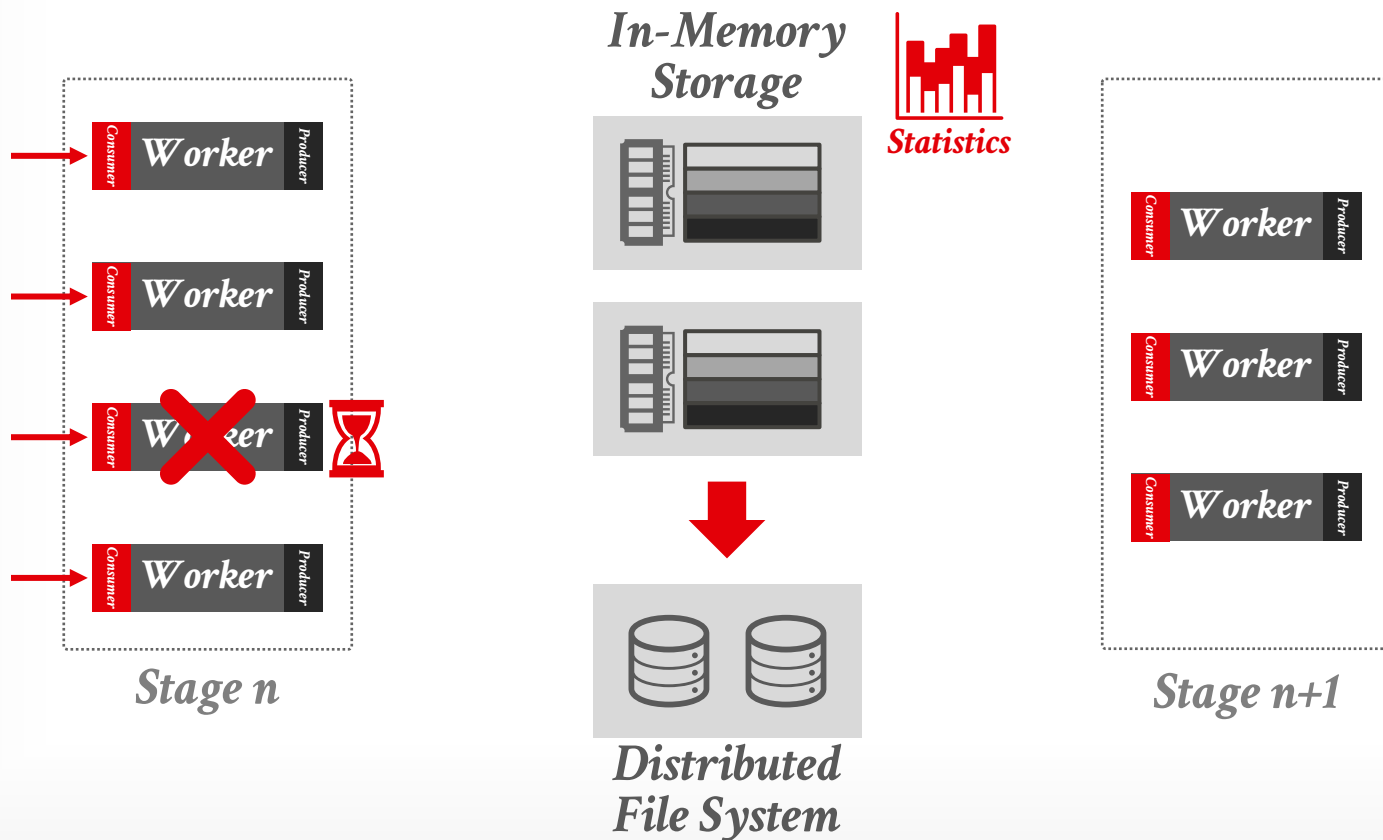 In-Memory
Storage
Statistics
Consumer Worker Producer
Consumer Worker Producer
Consumer Worker Producer
Consumer Worker Producer
Stage n
Consumer Worker Producer
Consumer Worker Producer
Consumer Worker Producer
Stage n+1
Distributed
File System